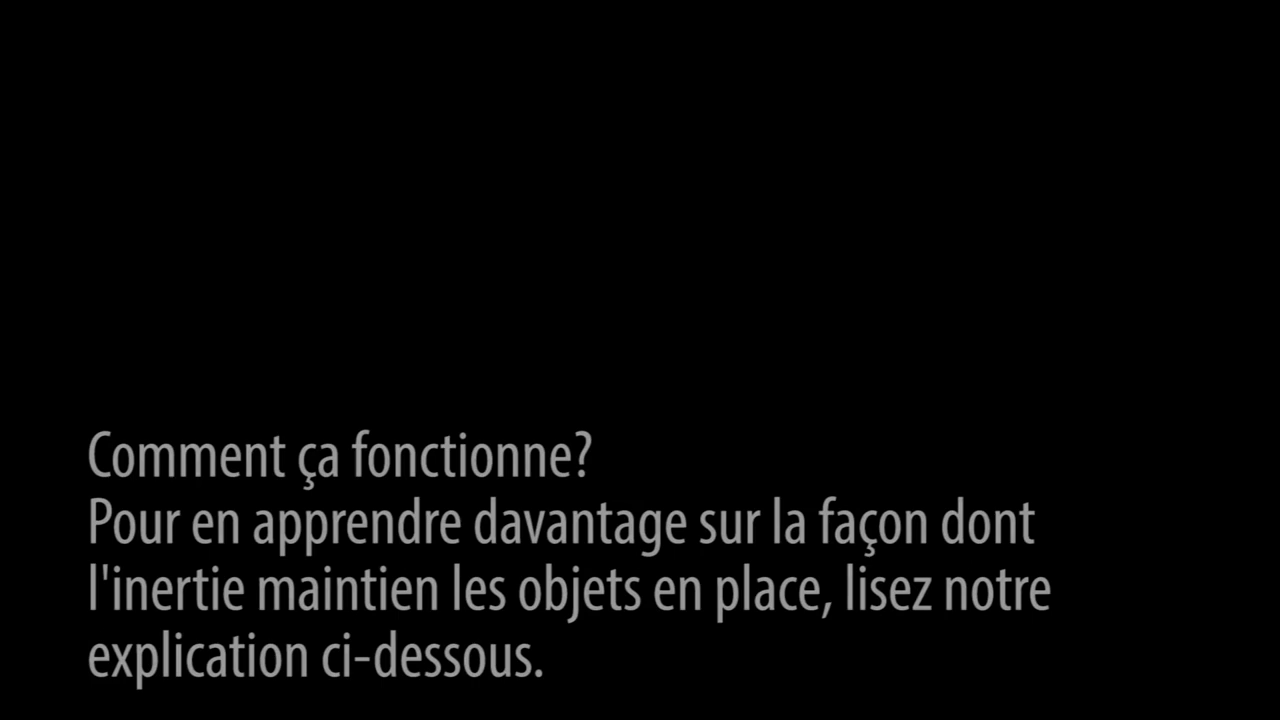 Comment ça fonctionne?
Pour en apprendre davantage sur la façon dont
l'inertie maintien les objets en place, lisez notre
explication ci-dessous.